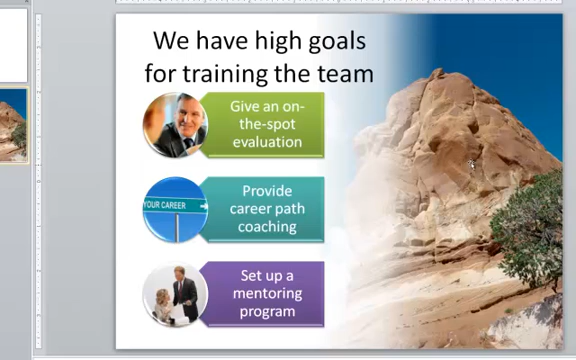 We have high goals
for training the team
Give an on-
the-spot
evaluation
YOUR CAREER
Provide
career path
coaching
Set up a
mentoring
program